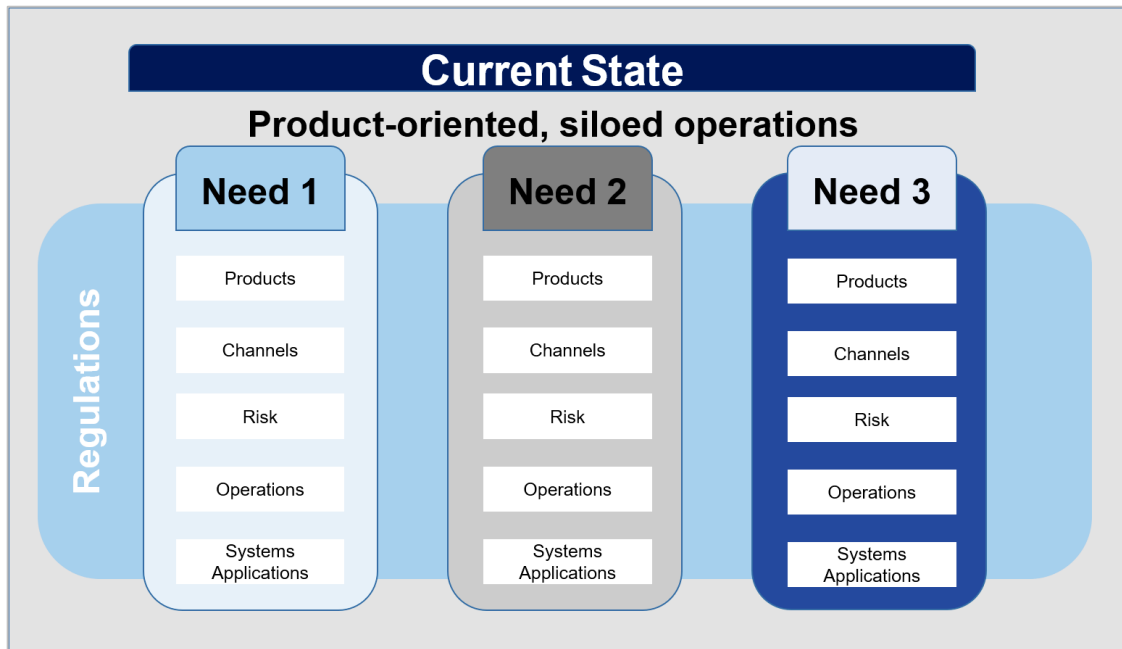 Current State
Product-oriented, siloed operations
Regulations
Need 1
Products
Channels
Risk
Operations
Systems
Applications
Need 2
Products
Channels
Risk
Operations
Systems
Applications
Need 3
Products
Channels
Risk
Operations
Systems
Applications